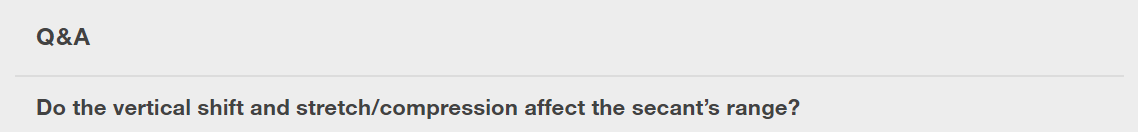 Q&A
Do the vertical shift and stretch/compression affect the secant’s range?